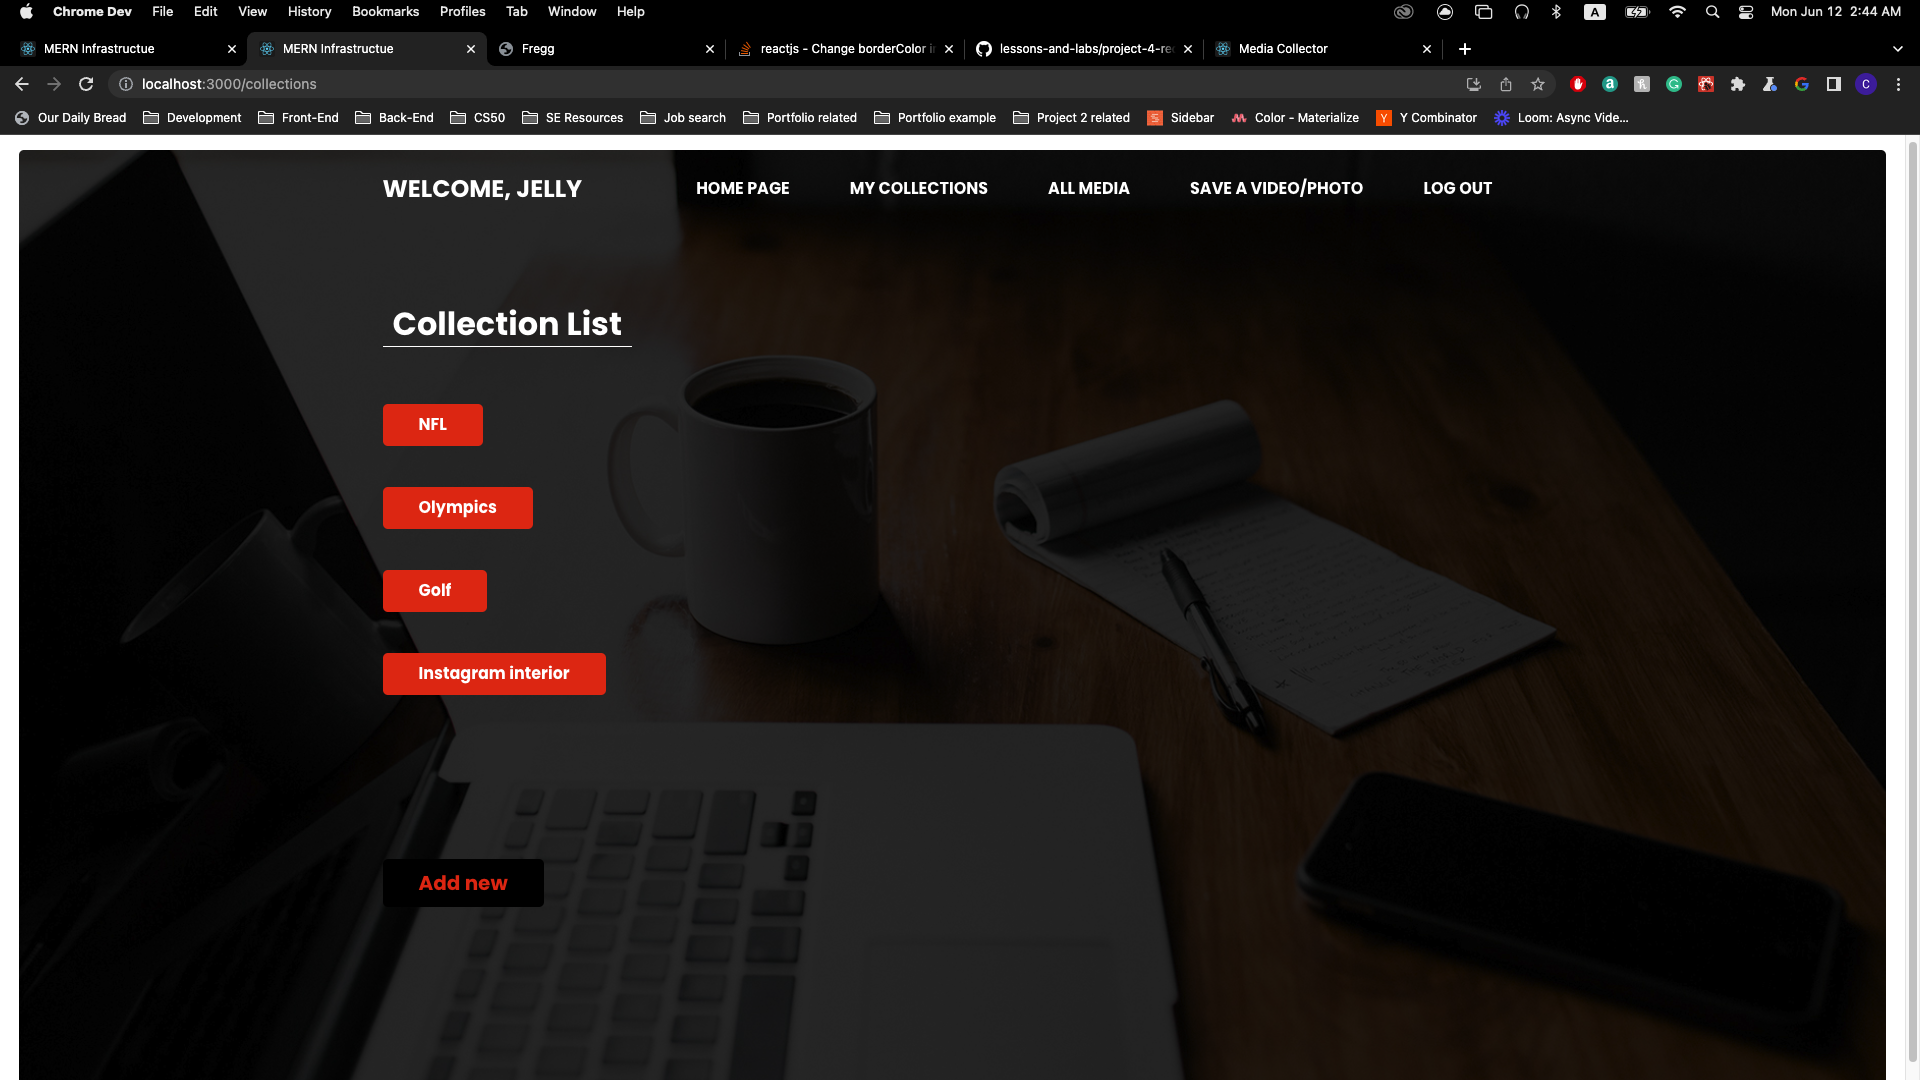 Chrome Dev File Edit View History Bookmarks Profiles Tab Window Help A Mon Jun 12 2:44 AM
MERN Infrastructue MERN Infrastructue Fregg reactjs - Change borderColor i lessons-and-labs/project-4-re Media Collector
localhost:3000/collections C
Our Daily Bread Development Front-End Back-End CS50 SE Resources Job search Portfolio related Portfolio example Project 2 related Sidebar Color - Materialize Y Combinator Loom: Async Vide...
WELCOME, JELLY HOME PAGE MY COLLECTIONS ALL MEDIA SAVE A VIDEO/PHOTO LOG OUT
Collection List
NFL
Olympics
Golf
Instagram interior
Add new